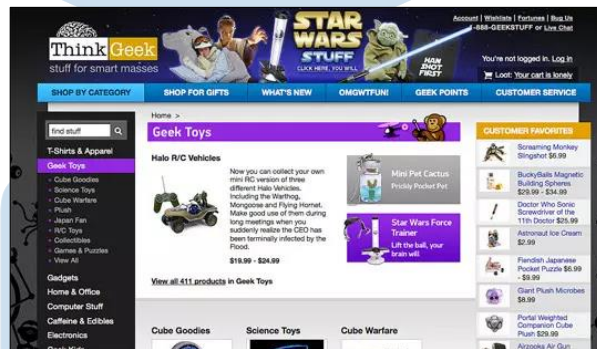 Account | Wishlists | Fortunes | Bug Us
-888-GEEKSTUFF or Live Chat
ThinkGeek
stuff for smart masses
STAR
WARS
STUFF
CLICK HERE, YOU WILL
HAN
SHOT
FIRST
You're not logged in. Log in
Loot: Your cart is lonely
SHOP BY CATEGORY
SHOP FOR GIFTS
WHAT'S NEW
OMGWTFUN!
GEEK POINTS
CUSTOMER SERVICE
find stuff
T-Shirts & Apparel
Geek Toys
Cube Goodies
Science Toys
Cube Warfare
Plush
Japan Fan
R/C Toys
Collectibles
Games & Puzzles
View All
Gadgets
Home & Office
Computer Stuff
Caffeine & Edibles
Electronics
Geek Kids
Home >
Geek Toys
Halo R/C Vehicles
Now you can collect your own
mini RC version of three
different Halo Vehicles.
Including the Warthog,
Mongoose and Flying Hornet.
Make good use of them during
long meetings when you
suddenly realize the CEO has
been terminally infected by the
Flood.
$19.99 - $24.99
View all 411 products in Geek Toys
Mini Pet Cactus
Prickly Pocket Pet
Star Wars Force
Trainer
Lift the ball, your
brain will
Cube Goodies
Science Toys
Cube Warfare
CUSTOMER FAVORITES
Screaming Monkey
Slingshot $6.99
BuckyBalls Magnetic
Building Spheres
$29.99 - $34.99
Doctor Who Sonic
Screwdriver of the
11th Doctor $25.99
Astronaut Ice Cream
$2.99
Fiendish Japanese
Pocket Puzzle $6.99
- $9.99
Giant Plush Microbes
$8.99
Portal Weighted
Companion Cube
Plush $29.99
Airzooka Air Gun